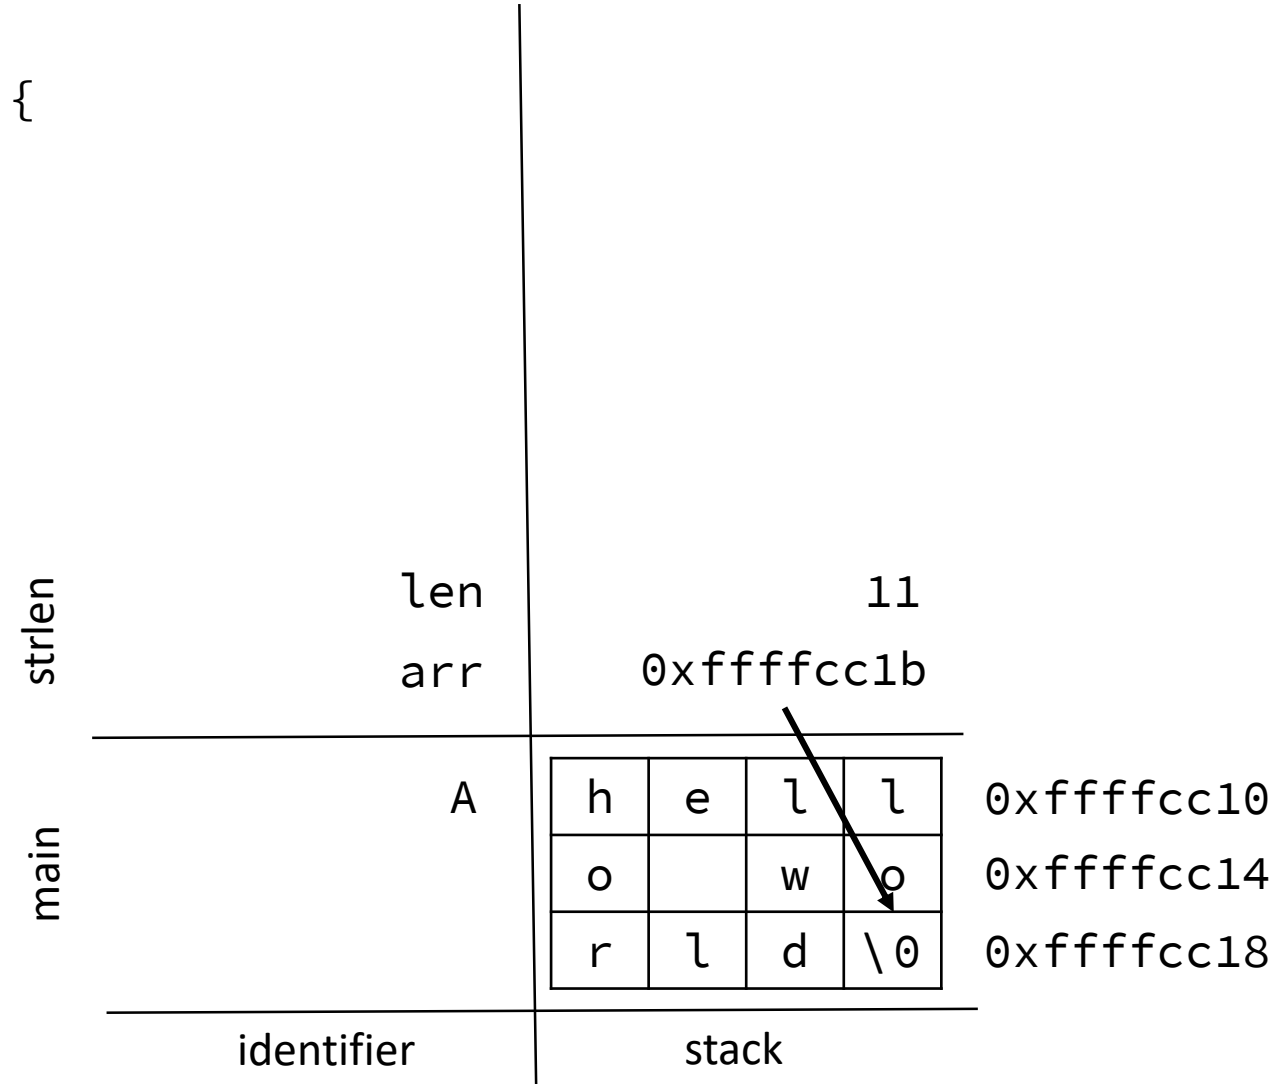 {
strlen
len 11
arr 0xffffcc1b
main
A h e l l 0xffffcc10
o w o 0xffffcc14
r l d \0 0xffffcc18
identifier stack